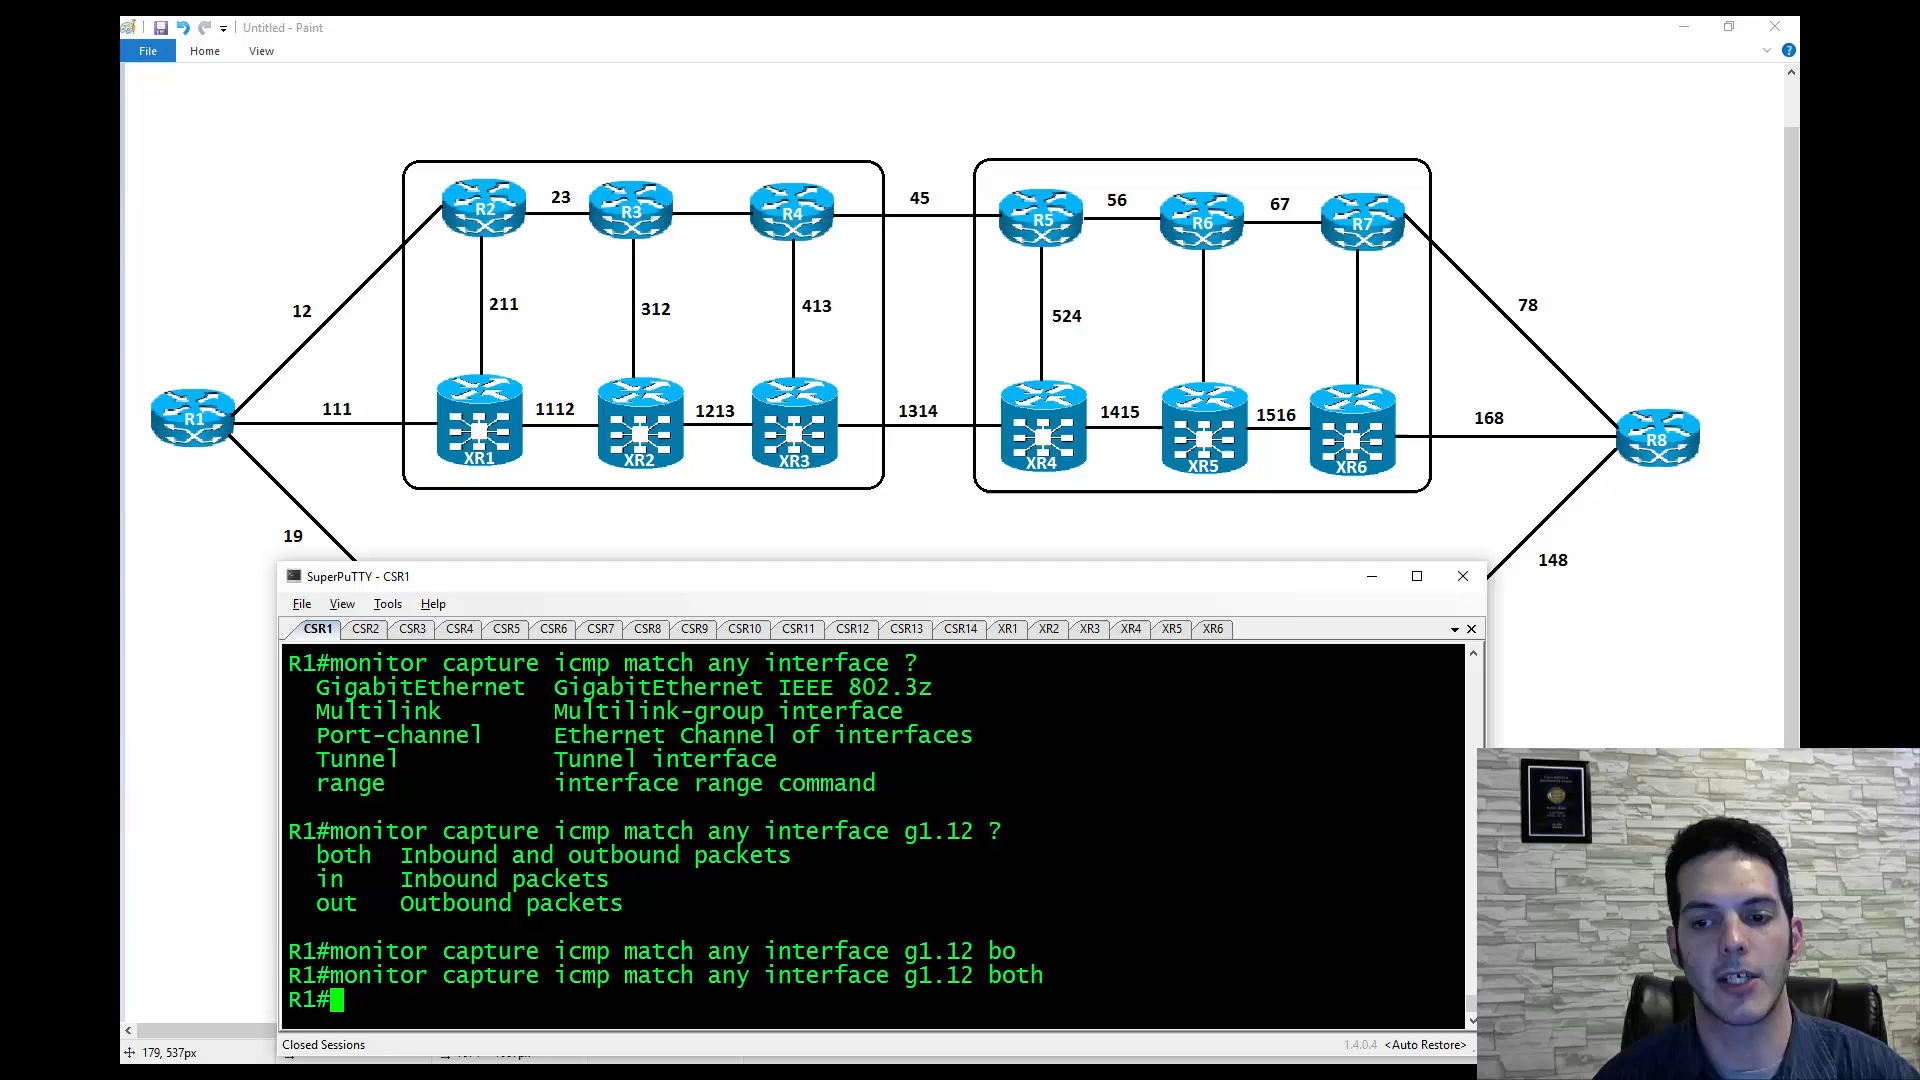 Untitled - Paint
File Home View
R2 23 R3 R4 45 R5 56 R6 67 R7
12 211 312 413 524 78
R1 111 XR1 1112 XR2 1213 XR3 1314 XR4 1415 XR5 1516 XR6 168 R8
19 148
SuperPuTTY - CSR1
File View Tools Help
CSR1 CSR2 CSR3 CSR4 CSR5 CSR6 CSR7 CSR8 CSR9 CSR10 CSR11 CSR12 CSR13 CSR14 XR1 XR2 XR3 XR4 XR5 XR6
R1#monitor capture icmp match any interface ?
GigabitEthernet GigabitEthernet IEEE 802.3z
Multilink Multilink-group interface
Port-channel Ethernet Channel of interfaces
Tunnel Tunnel interface
range interface range command
R1#monitor capture icmp match any interface g1.12 ?
both Inbound and outbound packets
in Inbound packets
out Outbound packets
R1#monitor capture icmp match any interface g1.12 bo
R1#monitor capture icmp match any interface g1.12 both
R1#
Closed Sessions 1.4.0.4 <Auto Restore>
179, 537px